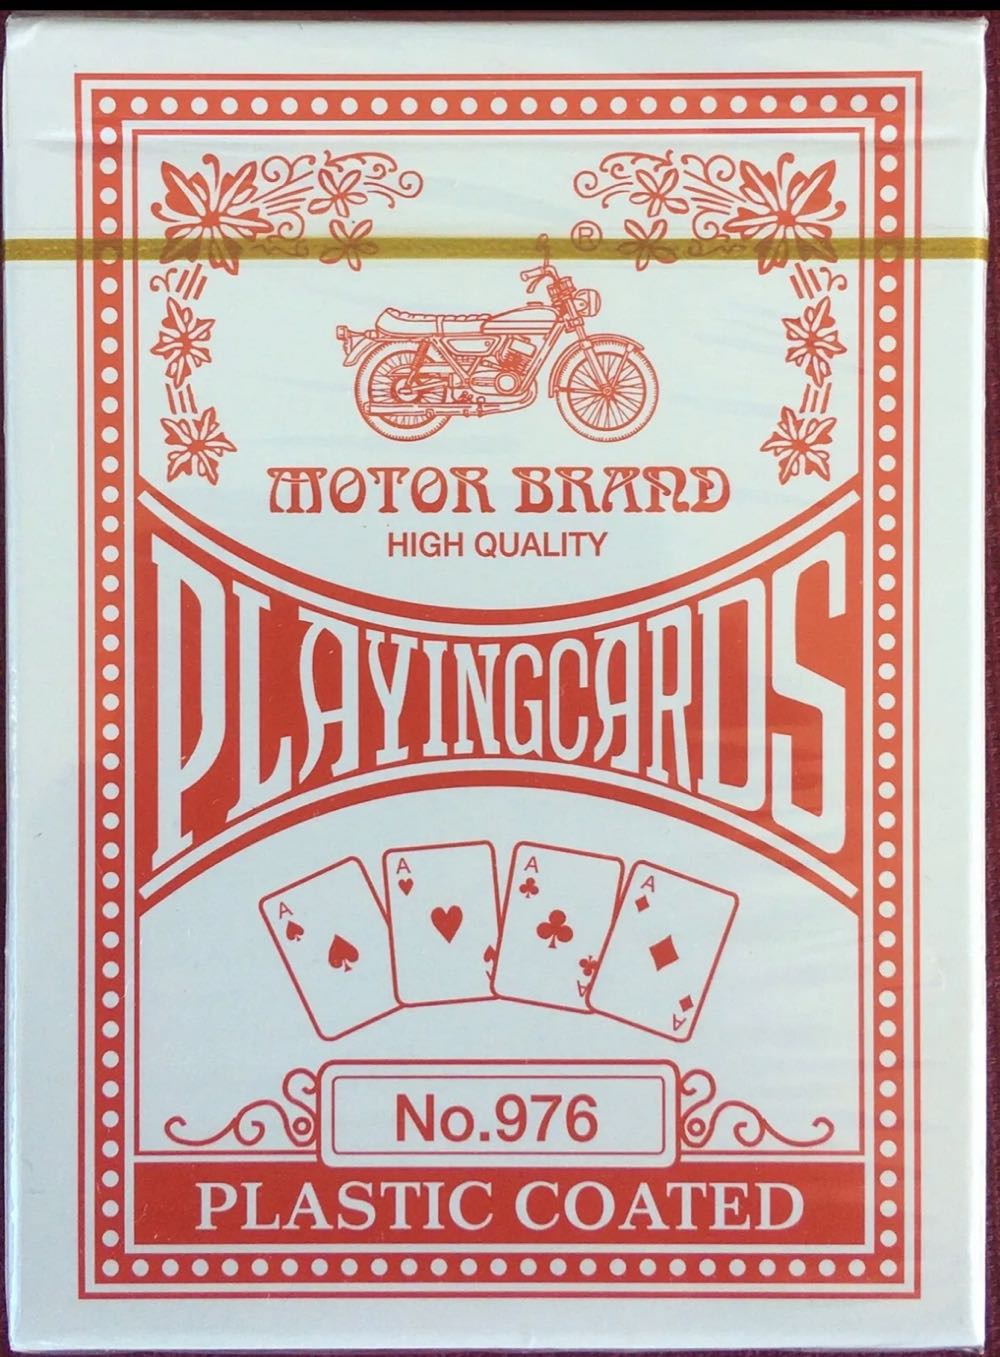 ®
MOTOR BRAND
HIGH QUALITY
PLAYINGCARDS
A A A A
A A
No.976
PLASTIC COATED